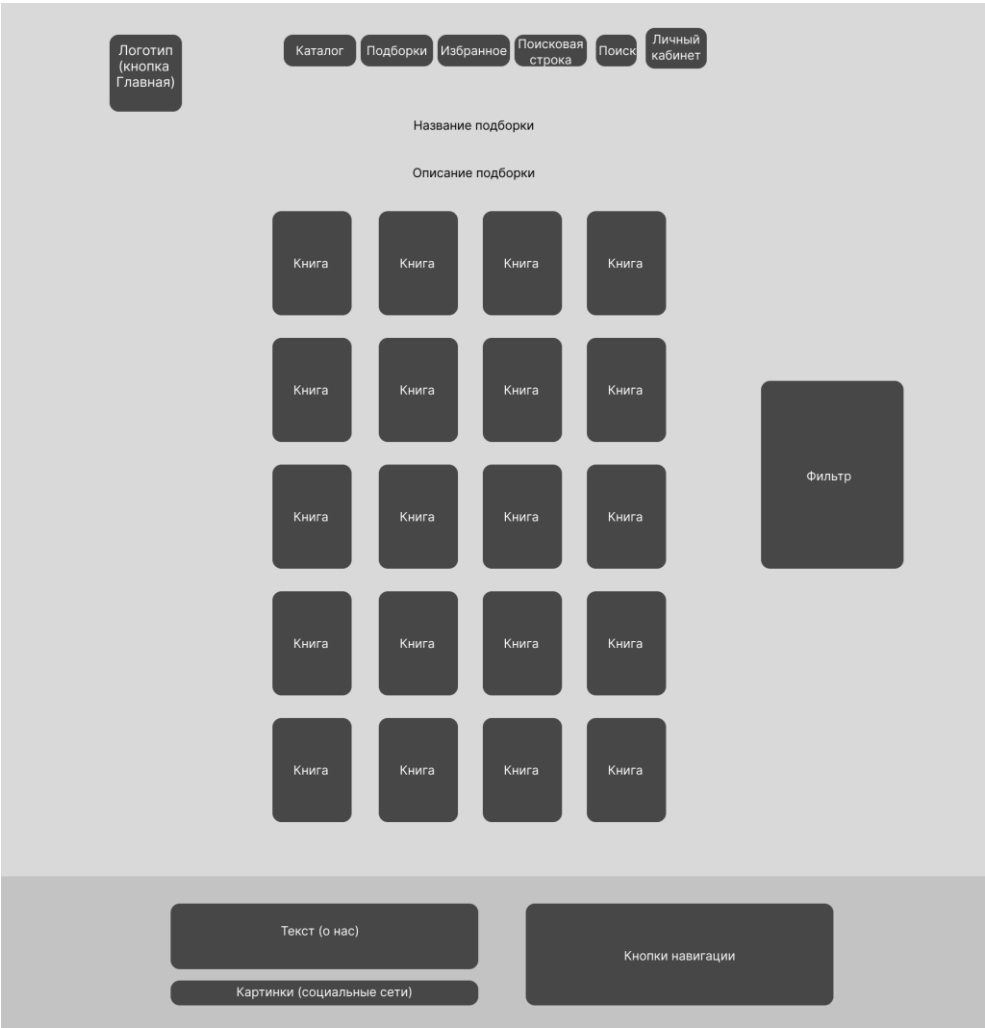 Логотип
(кнопка
Главная)
Каталог
Подборки
Избранное
Поисковая
строка
Поиск
Личный
кабинет
Название подборки
Описание подборки
Книга
Книга
Книга
Книга
Книга
Книга
Книга
Книга
Фильтр
Книга
Книга
Книга
Книга
Книга
Книга
Книга
Книга
Книга
Книга
Книга
Книга
Текст (о нас)
Картинки (социальные сети)
Кнопки навигации